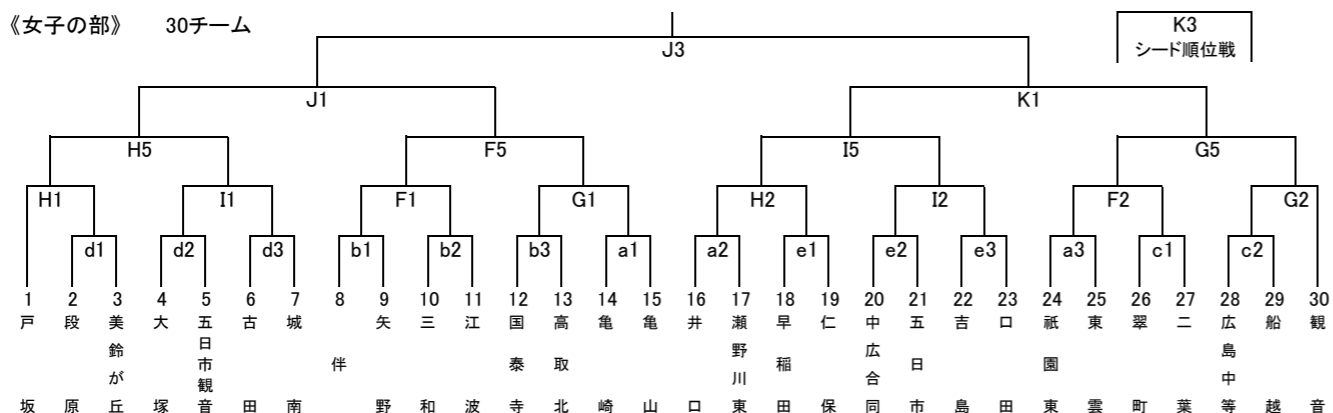 《女子の部》 30チーム
K3
シード順位戦
J3
J1 K1
H5 F5 I5 G5
H1 I1 F1 G1 H2 I2 F2 G2
d1 d2 d3 b1 b2 b3 a1 a2 e1 e2 e3 a3 c1 c2
1 2 3 4 5 6 7 8 9 10 11 12 13 14 15 16 17 18 19 20 21 22 23 24 25 26 27 28 29 30
戸坂
段原
美鈴が丘
大塚
五日市観音
古田
城南
伴
矢野
三和
江波
国泰寺
高取北
亀崎
亀山
井口
瀬野川東
早稲田
仁保
中広合同
五日市
吉島
口田
祇園東
東雲
翠町
二葉
広島中等
船越
観音